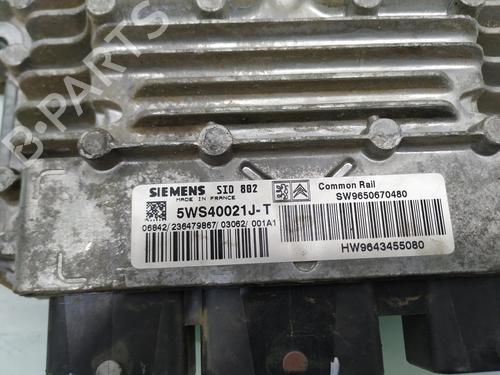 SIEMENS SID 802
MADE IN FRANCE
5WS40021J-T
06842/236479867/03062/001A1
Common Rail
SW9650670480
HW9643455080
B-PARTS